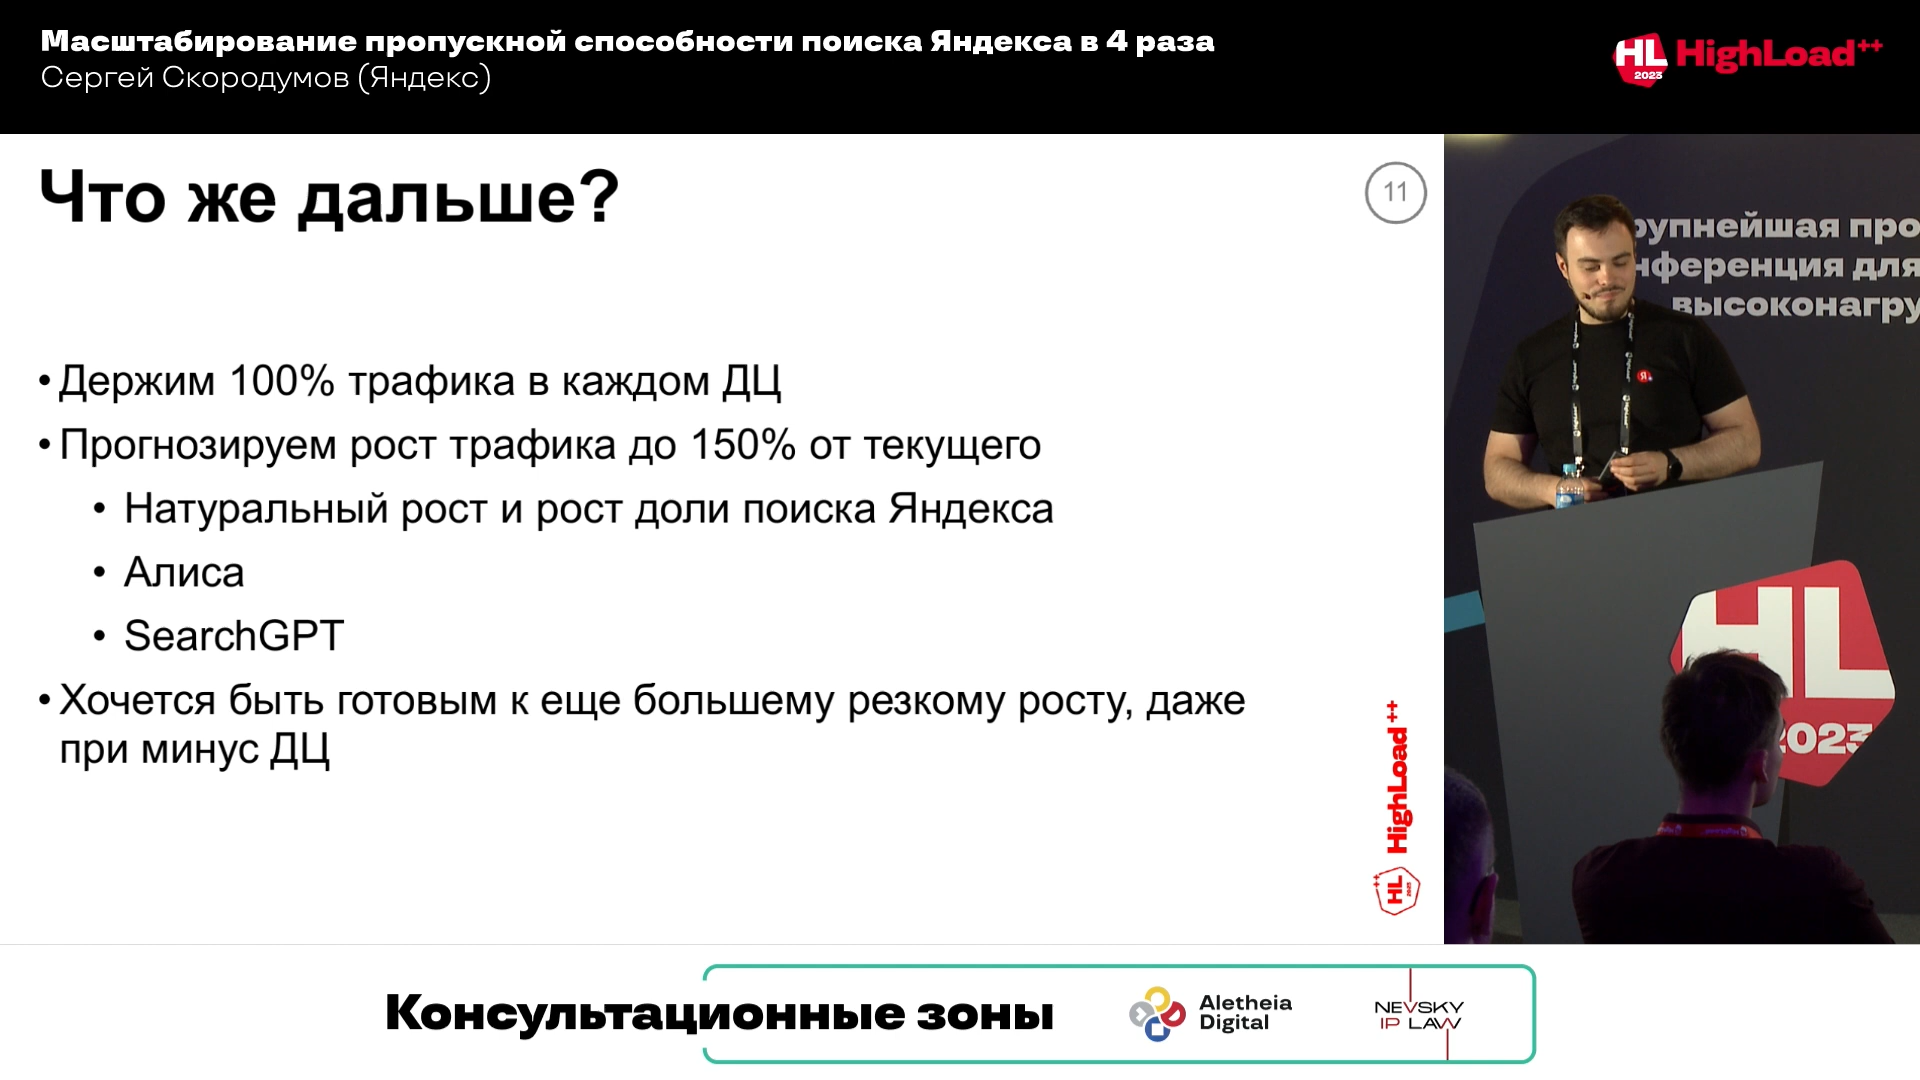 Масштабирование пропускной способности поиска Яндекса в 4 раза
Сергей Скородумов (Яндекс)
HL
2023
HighLoad++
Что же дальше?
11
• Держим 100% трафика в каждом ДЦ
• Прогнозируем рост трафика до 150% от текущего
• Натуральный рост и рост доли поиска Яндекса
• Алиса
• SearchGPT
• Хочется быть готовым к еще большему резкому росту, даже
при минус ДЦ
HighLoad++
HL
рупнейшая про
нференция для
высоконагру
Я
HL
2023
Консультационные зоны
Aletheia
Digital
NEVSKY
IP LAW